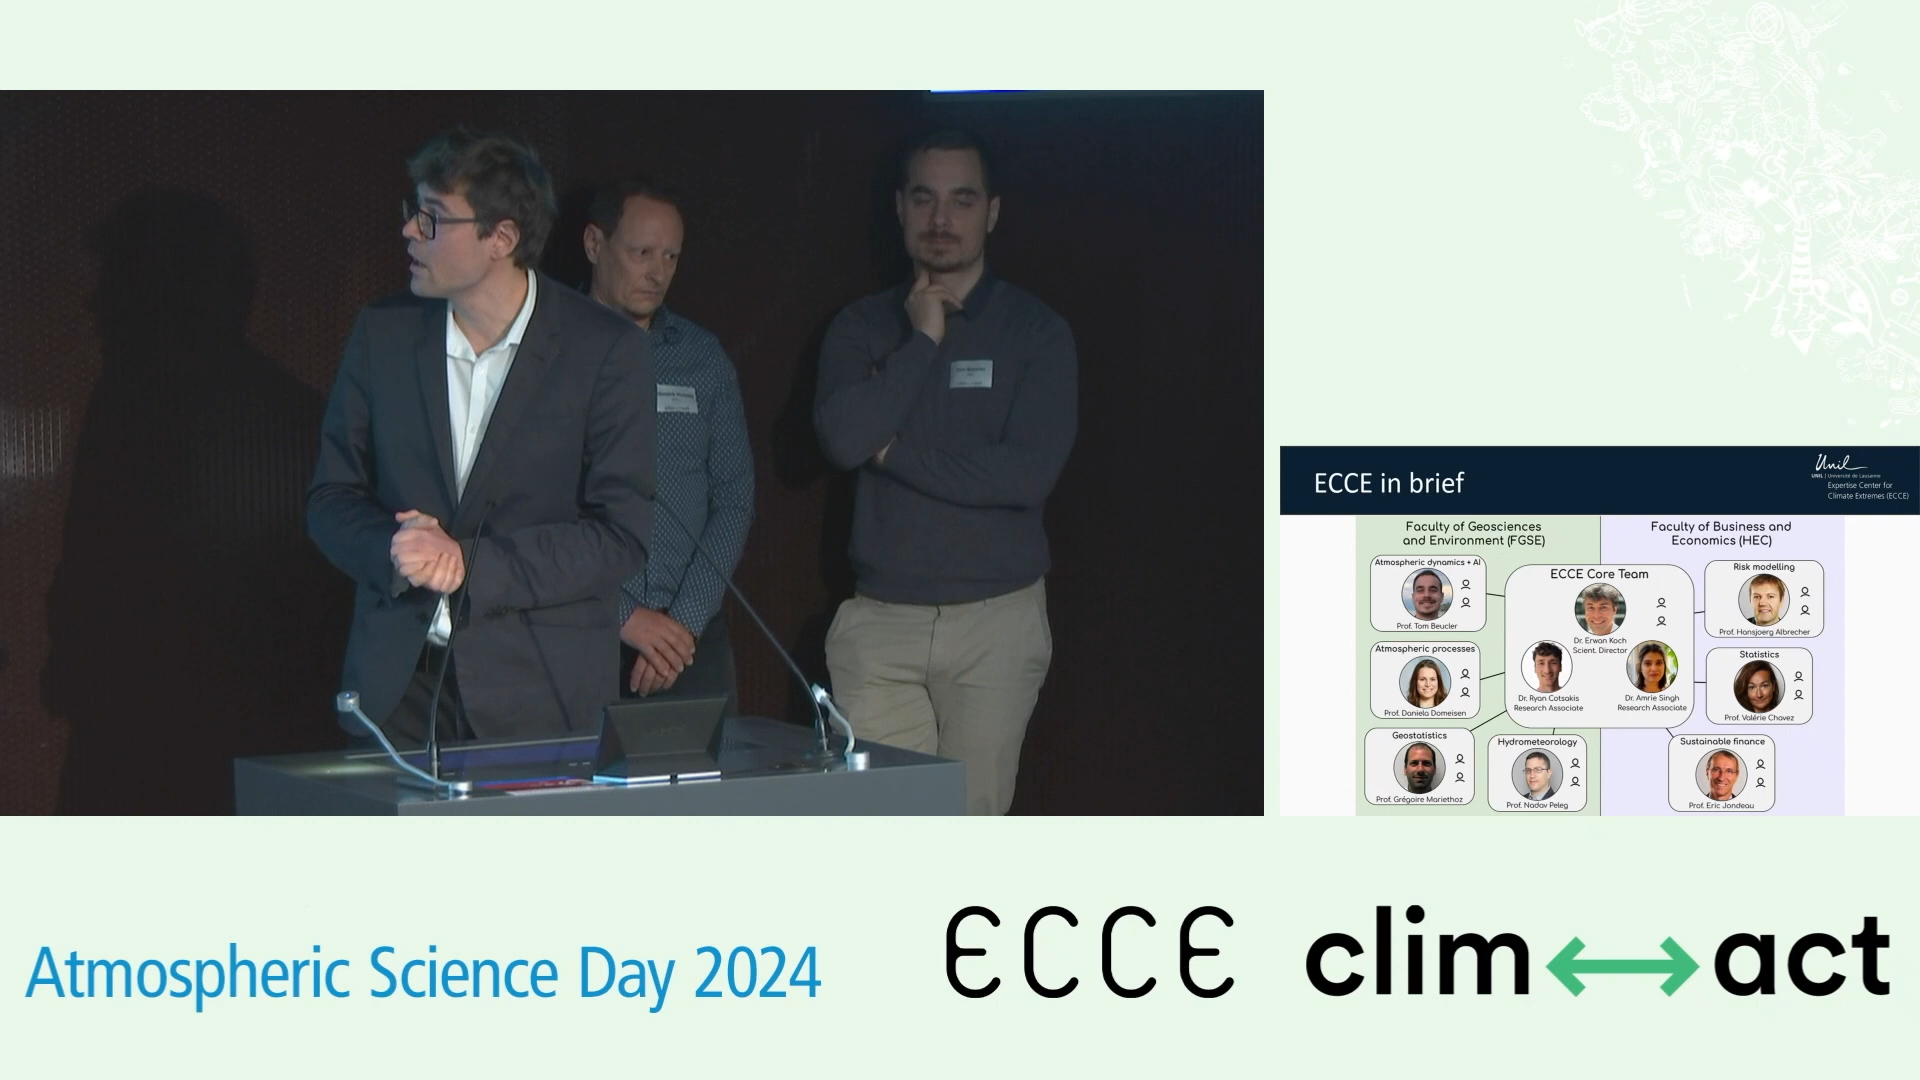 ECCE in brief
Unil
UNIL | Université de Lausanne
Expertise Center for
Climate Extremes (ECCE)
Faculty of Geosciences
and Environment (FGSE)
Faculty of Business and
Economics (HEC)
Atmospheric dynamics + AI
Prof. Tom Beucler
ECCE Core Team
Dr. Erwan Koch
Scient. Director
Dr. Ryan Cotsakis
Research Associate
Dr. Amrie Singh
Research Associate
Risk modelling
Prof. Hansjoerg Albrecher
Atmospheric processes
Prof. Daniela Domeisen
Statistics
Prof. Valérie Chavez
Geostatistics
Prof. Grégoire Mariethoz
Hydrometeorology
Prof. Nadav Peleg
Sustainable finance
Prof. Eric Jondeau
Atmospheric Science Day 2024
ECCE
clim act